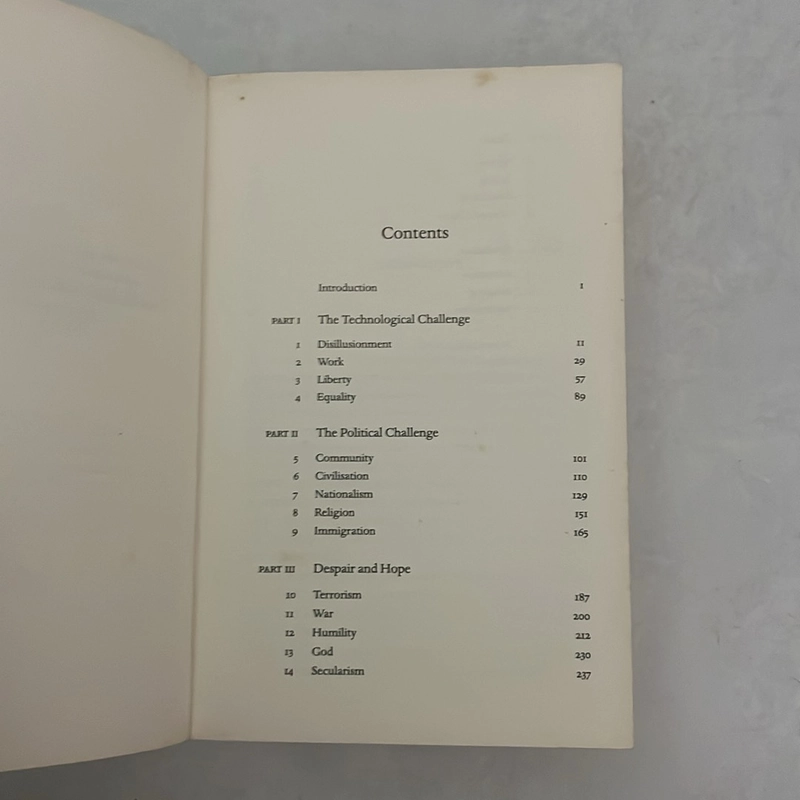 Contents
Introduction 1
PART I The Technological Challenge
1 Disillusionment 11
2 Work 29
3 Liberty 57
4 Equality 89
PART II The Political Challenge
5 Community 101
6 Civilisation 110
7 Nationalism 129
8 Religion 151
9 Immigration 165
PART III Despair and Hope
10 Terrorism 187
11 War 200
12 Humility 212
13 God 230
14 Secularism 237